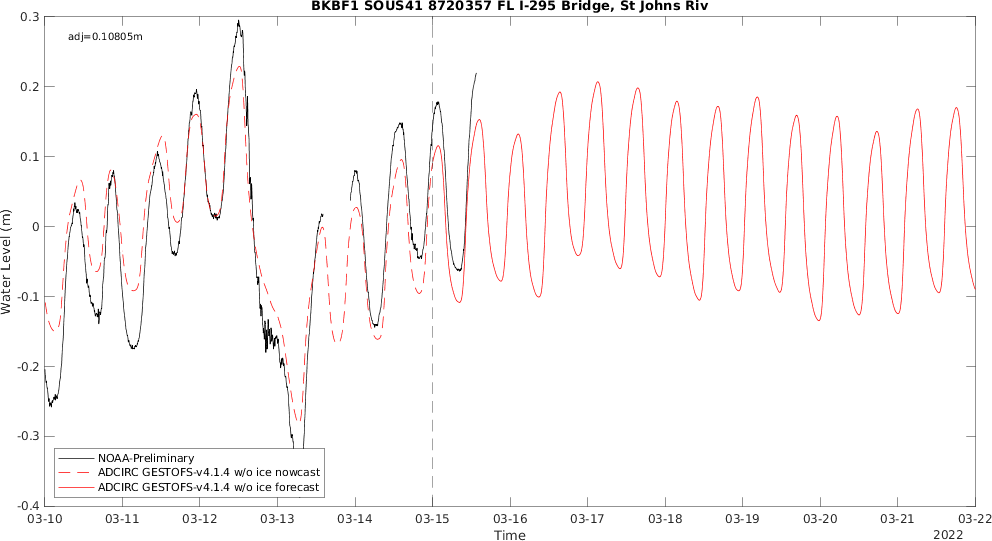 BKBF1 SOUS41 8720357 FL I-295 Bridge, St Johns Riv
adj=0.10805m
0.3
0.2
0.1
0
-0.1
-0.2
-0.3
-0.4
Water Level (m)
NOAA-Preliminary
ADCIRC GESTOFS-v4.1.4 w/o ice nowcast
ADCIRC GESTOFS-v4.1.4 w/o ice forecast
03-10 03-11 03-12 03-13 03-14 03-15 03-16 03-17 03-18 03-19 03-20 03-21 03-22
Time
2022